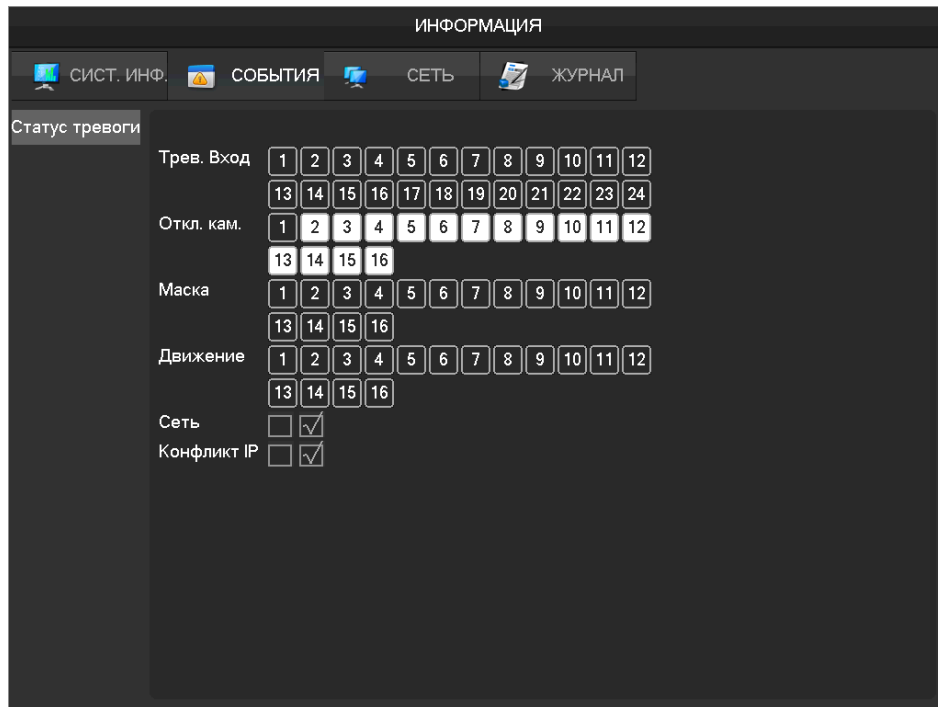 ИНФОРМАЦИЯ
СИСТ. ИНФ. СОБЫТИЯ СЕТЬ ЖУРНАЛ
Статус тревоги
Трев. Вход 1 2 3 4 5 6 7 8 9 10 11 12
13 14 15 16 17 18 19 20 21 22 23 24
Откл. кам. 1 2 3 4 5 6 7 8 9 10 11 12
13 14 15 16
Маска 1 2 3 4 5 6 7 8 9 10 11 12
13 14 15 16
Движение 1 2 3 4 5 6 7 8 9 10 11 12
13 14 15 16
Сеть
Конфликт IP